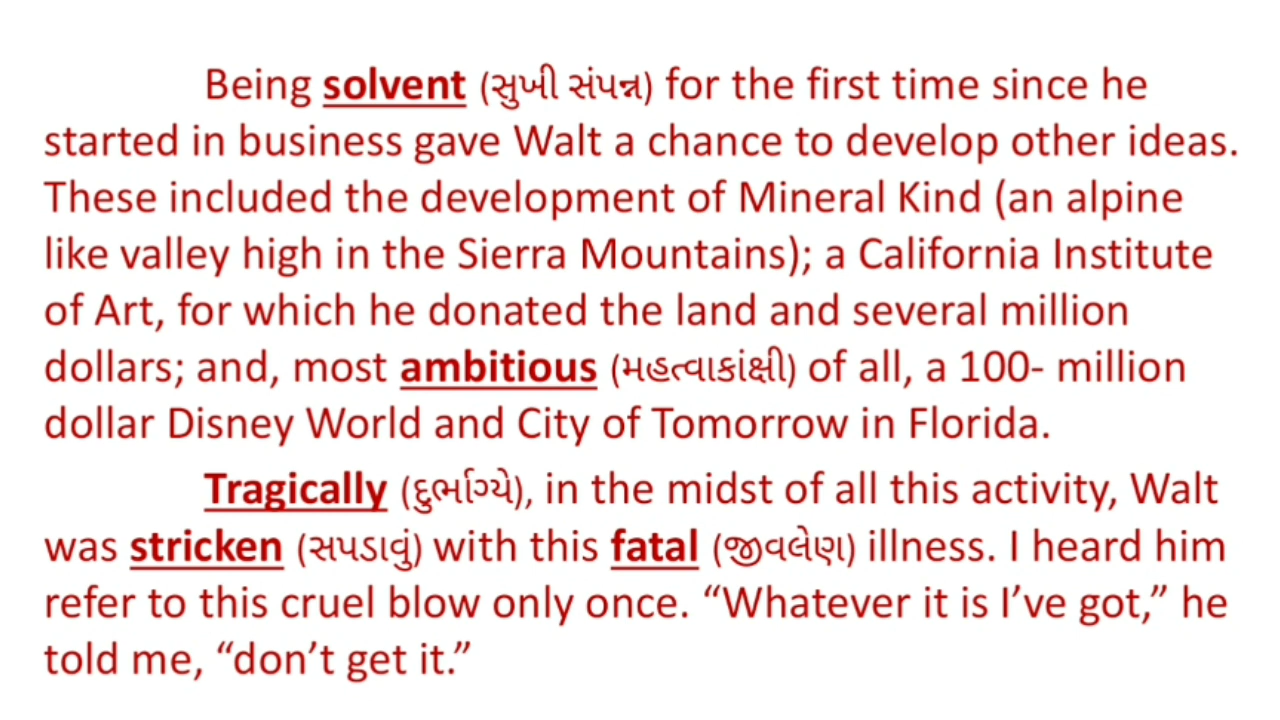 Being solvent (સુખી સંપન્ન) for the first time since he
started in business gave Walt a chance to develop other ideas.
These included the development of Mineral Kind (an alpine
like valley high in the Sierra Mountains); a California Institute
of Art, for which he donated the land and several million
dollars; and, most ambitious (મહત્વાકાંક્ષી) of all, a 100- million
dollar Disney World and City of Tomorrow in Florida.
Tragically (દુર્ભાગ્યે), in the midst of all this activity, Walt
was stricken (સપડાવું) with this fatal (જીવલેણ) illness. I heard him
refer to this cruel blow only once. “Whatever it is I’ve got,” he
told me, “don’t get it.”